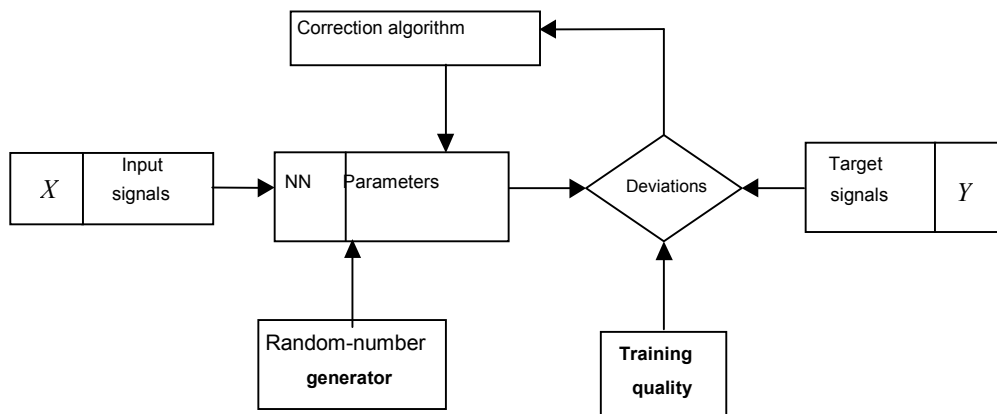 Correction algorithm
X
Input
signals
NN Parameters
Deviations
Target
signals
Y
Random-number
generator
Training
quality